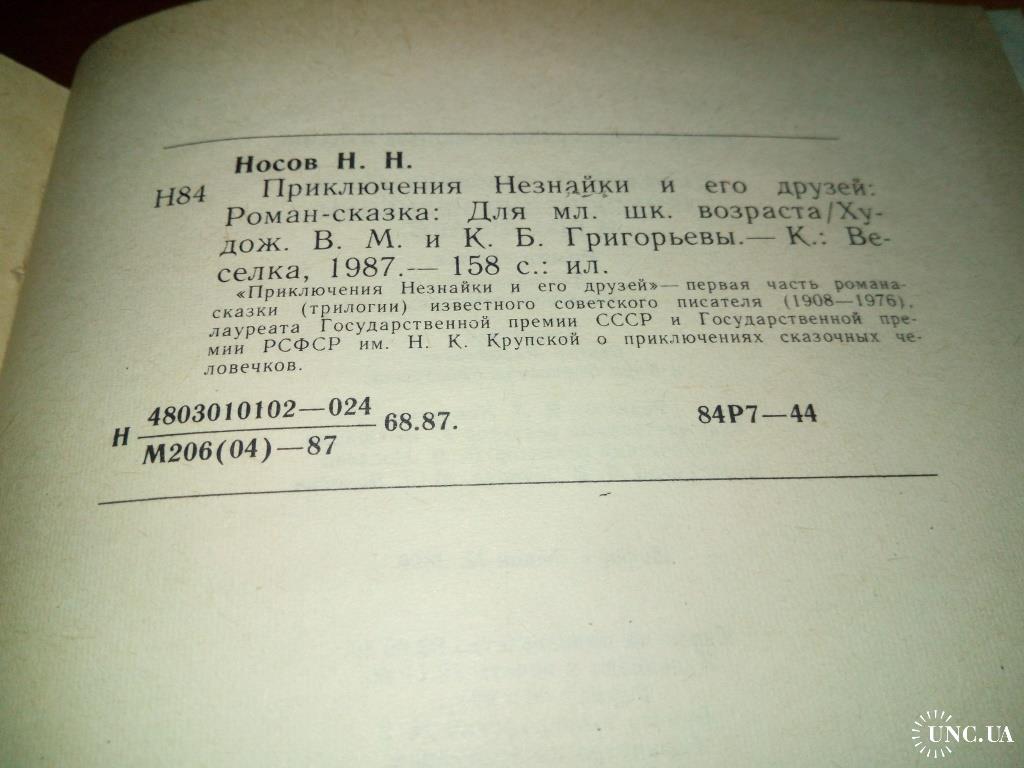 Носов Н. Н.
Н84 Приключения Незнайки и его друзей:
Роман-сказка: Для мл. шк. возраста/Ху-
дож. В. М. и К. Б. Григорьевы.— К.: Ве-
селка, 1987.— 158 с.: ил.
«Приключения Незнайки и его друзей»— первая часть романа-
сказки (трилогии) известного советского писателя (1908—1976),
лауреата Государственной премии СССР и Государственной пре-
мии РСФСР им. Н. К. Крупской о приключениях сказочных че-
ловечков.
Н 4803010102—024
М206(04)—87
68.87.
84Р7—44
UNC.UA